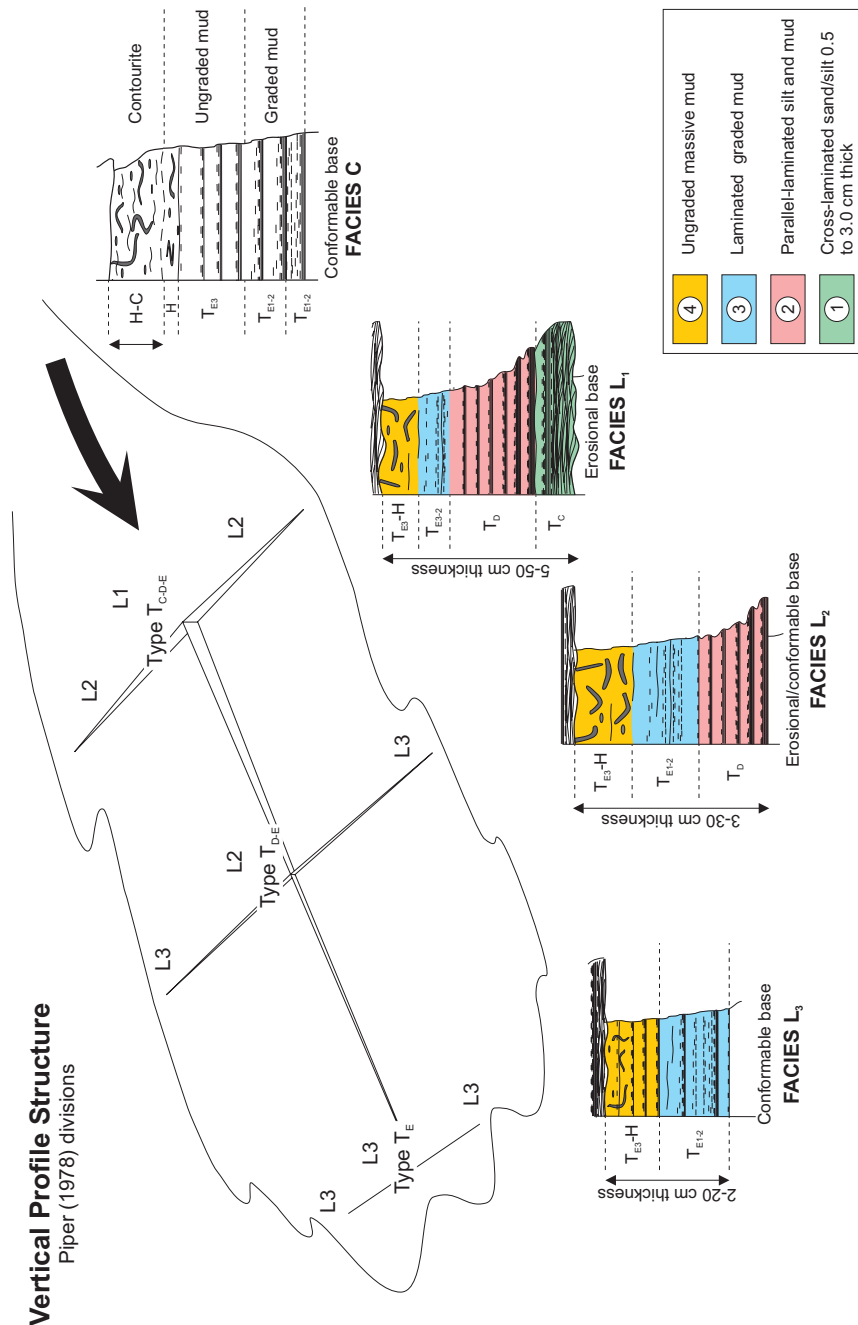 Vertical Profile Structure
Piper (1978) divisions
L2
L1
Type T_C-D-E
L2
L3
L2
Type T_D-E
L3
L3
L3
Type T_E
L3
Contourite
Ungraded mud
Graded mud
H-C
H
T_E3
T_E1-2
T_E1-2
Conformable base
FACIES C
5-50 cm thickness
T_E3-H
T_E3-2
T_D
T_C
Erosional base
FACIES L_1
3-30 cm thickness
T_E3-H
T_E1-2
T_D
Erosional/conformable base
FACIES L_2
2-20 cm thickness
T_E3-H
T_E1-2
Conformable base
FACIES L_3
4 Ungraded massive mud
3 Laminated graded mud
2 Parallel-laminated silt and mud
1 Cross-laminated sand/silt 0.5
to 3.0 cm thick